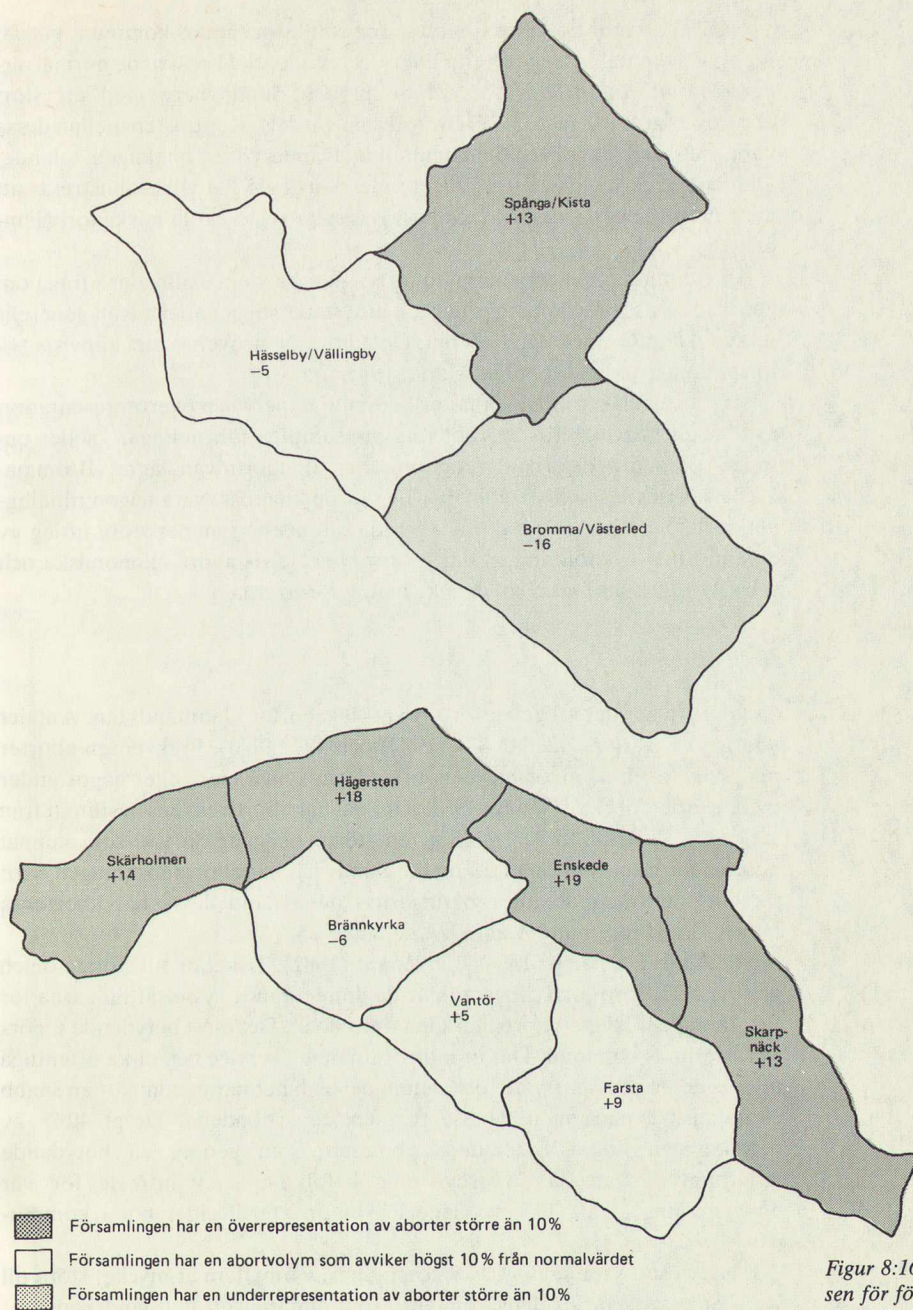 Spånga/Kista
+13
Hässelby/Vällingby
−5
Bromma/Västerled
−16
Hägersten
+18
Skärholmen
+14
Enskede
+19
Brännkyrka
−6
Vantör
+5
Skarp-
näck
+13
Farsta
+9
Församlingen har en överrepresentation av aborter större än 10%
Församlingen har en abortvolym som avviker högst 10% från normalvärdet
Församlingen har en underrepresentation av aborter större än 10%
Figur 8:10
sen för fö